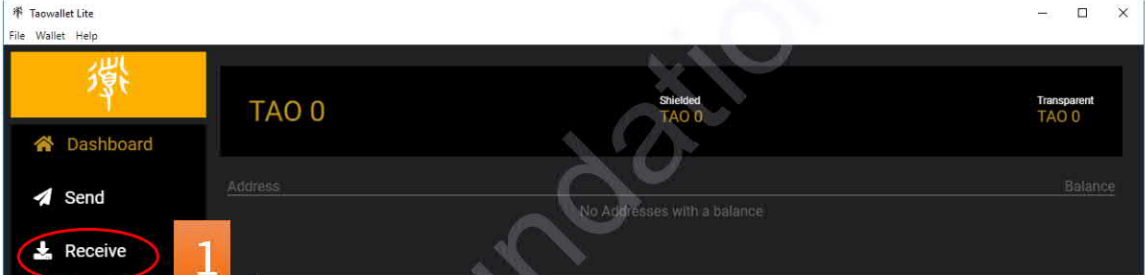 Taowallet Lite
File Wallet Help
TAO 0
Shielded
TAO 0
Transparent
TAO 0
Dashboard
Send
Receive
1
Address Balance
No Addresses with a balance